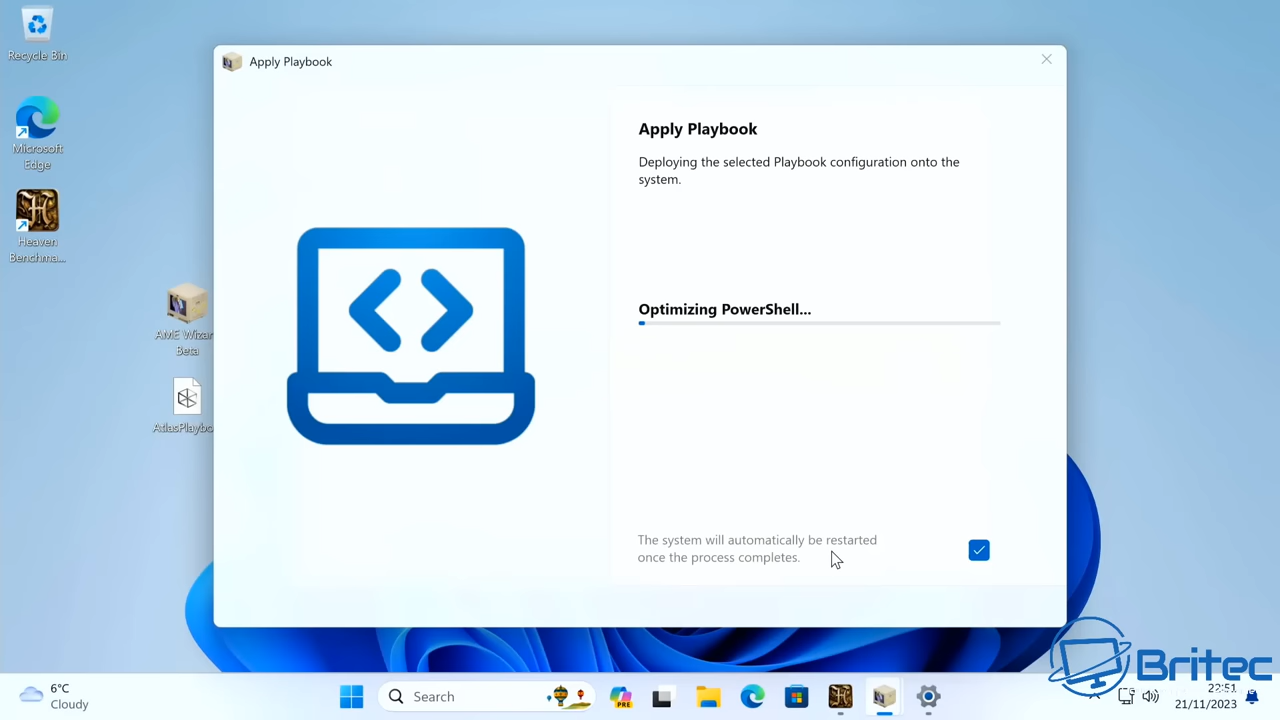 Recycle Bin
Microsoft
Edge
Heaven
Benchma...
AME Wizar
Beta
AtlasPlaybo
Apply Playbook
Apply Playbook
Deploying the selected Playbook configuration onto the
system.
Optimizing PowerShell...
The system will automatically be restarted
once the process completes.
6°C
Cloudy
Search
PRE
22:51
21/11/2023
Britec